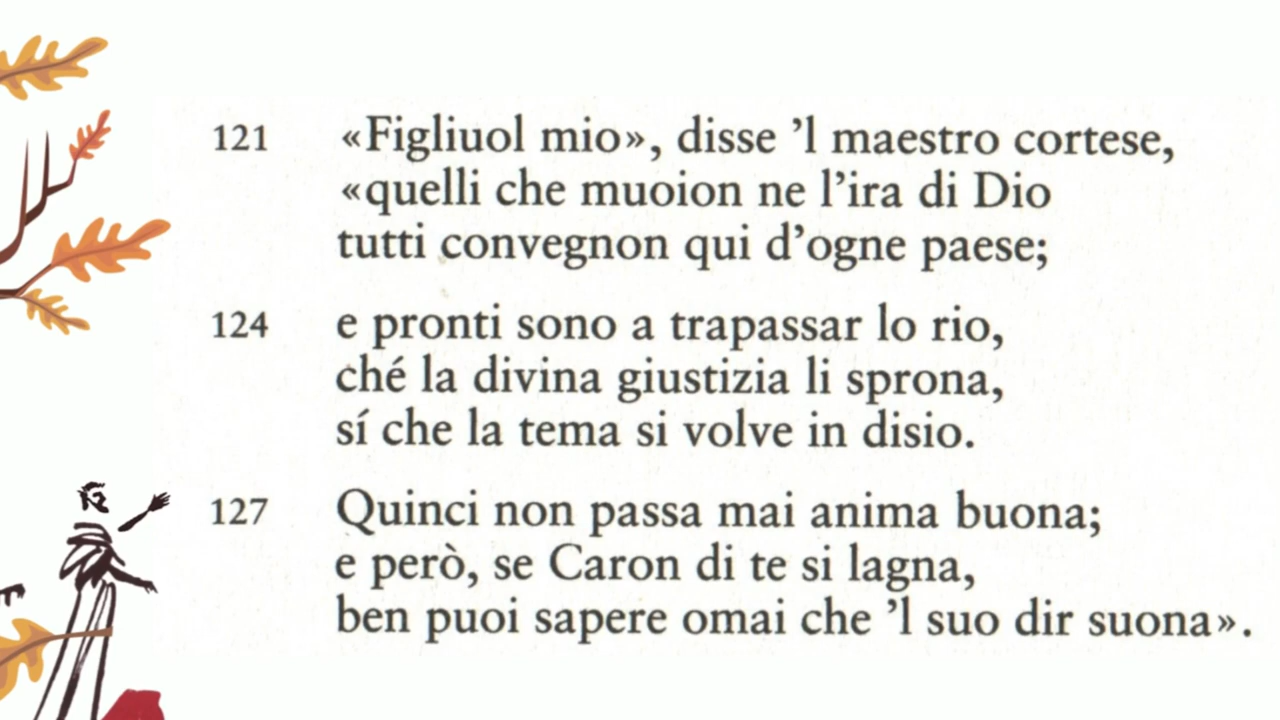 121 «Figliuol mio», disse ’l maestro cortese,
«quelli che muoion ne l’ira di Dio
tutti convegnon qui d’ogne paese;
124 e pronti sono a trapassar lo rio,
ché la divina giustizia li sprona,
sí che la tema si volve in disio.
127 Quinci non passa mai anima buona;
e però, se Caron di te si lagna,
ben puoi sapere omai che ’l suo dir suona».